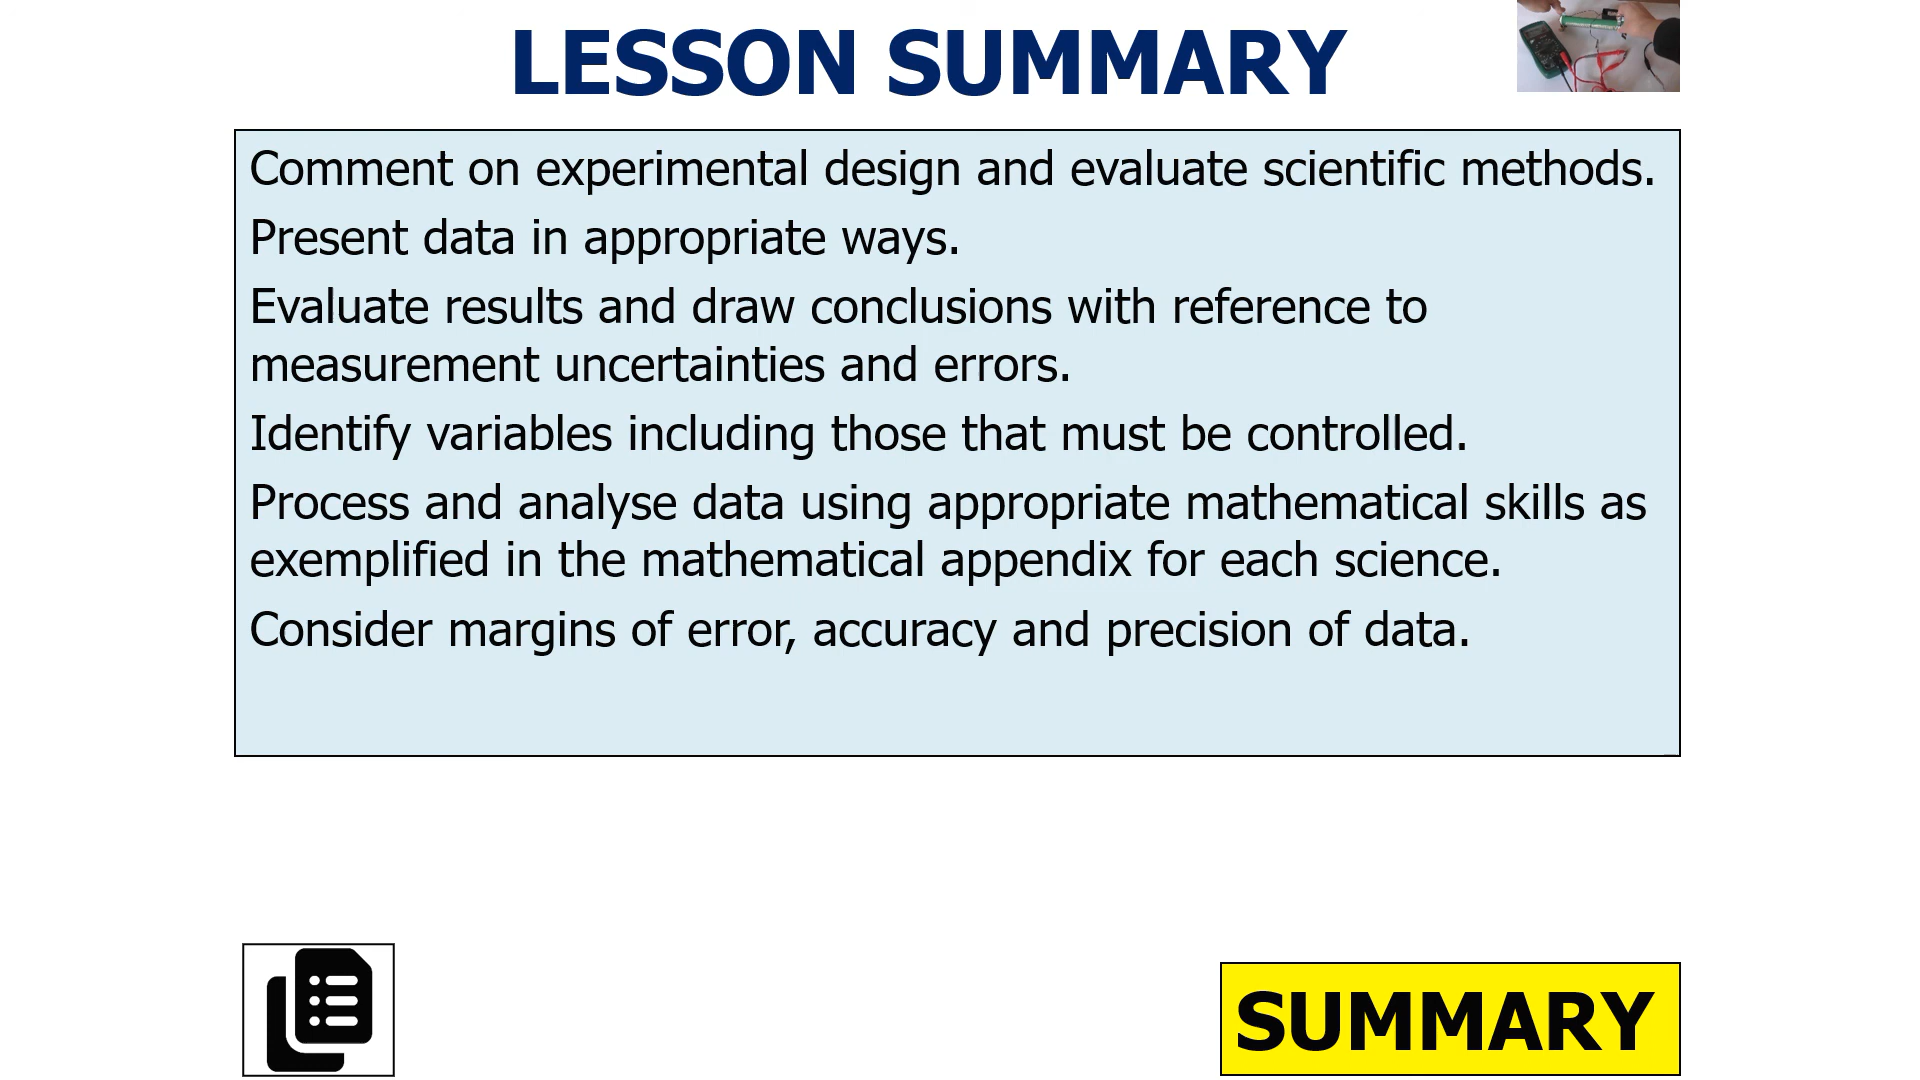 LESSON SUMMARY
Comment on experimental design and evaluate scientific methods.
Present data in appropriate ways.
Evaluate results and draw conclusions with reference to
measurement uncertainties and errors.
Identify variables including those that must be controlled.
Process and analyse data using appropriate mathematical skills as
exemplified in the mathematical appendix for each science.
Consider margins of error, accuracy and precision of data.
SUMMARY